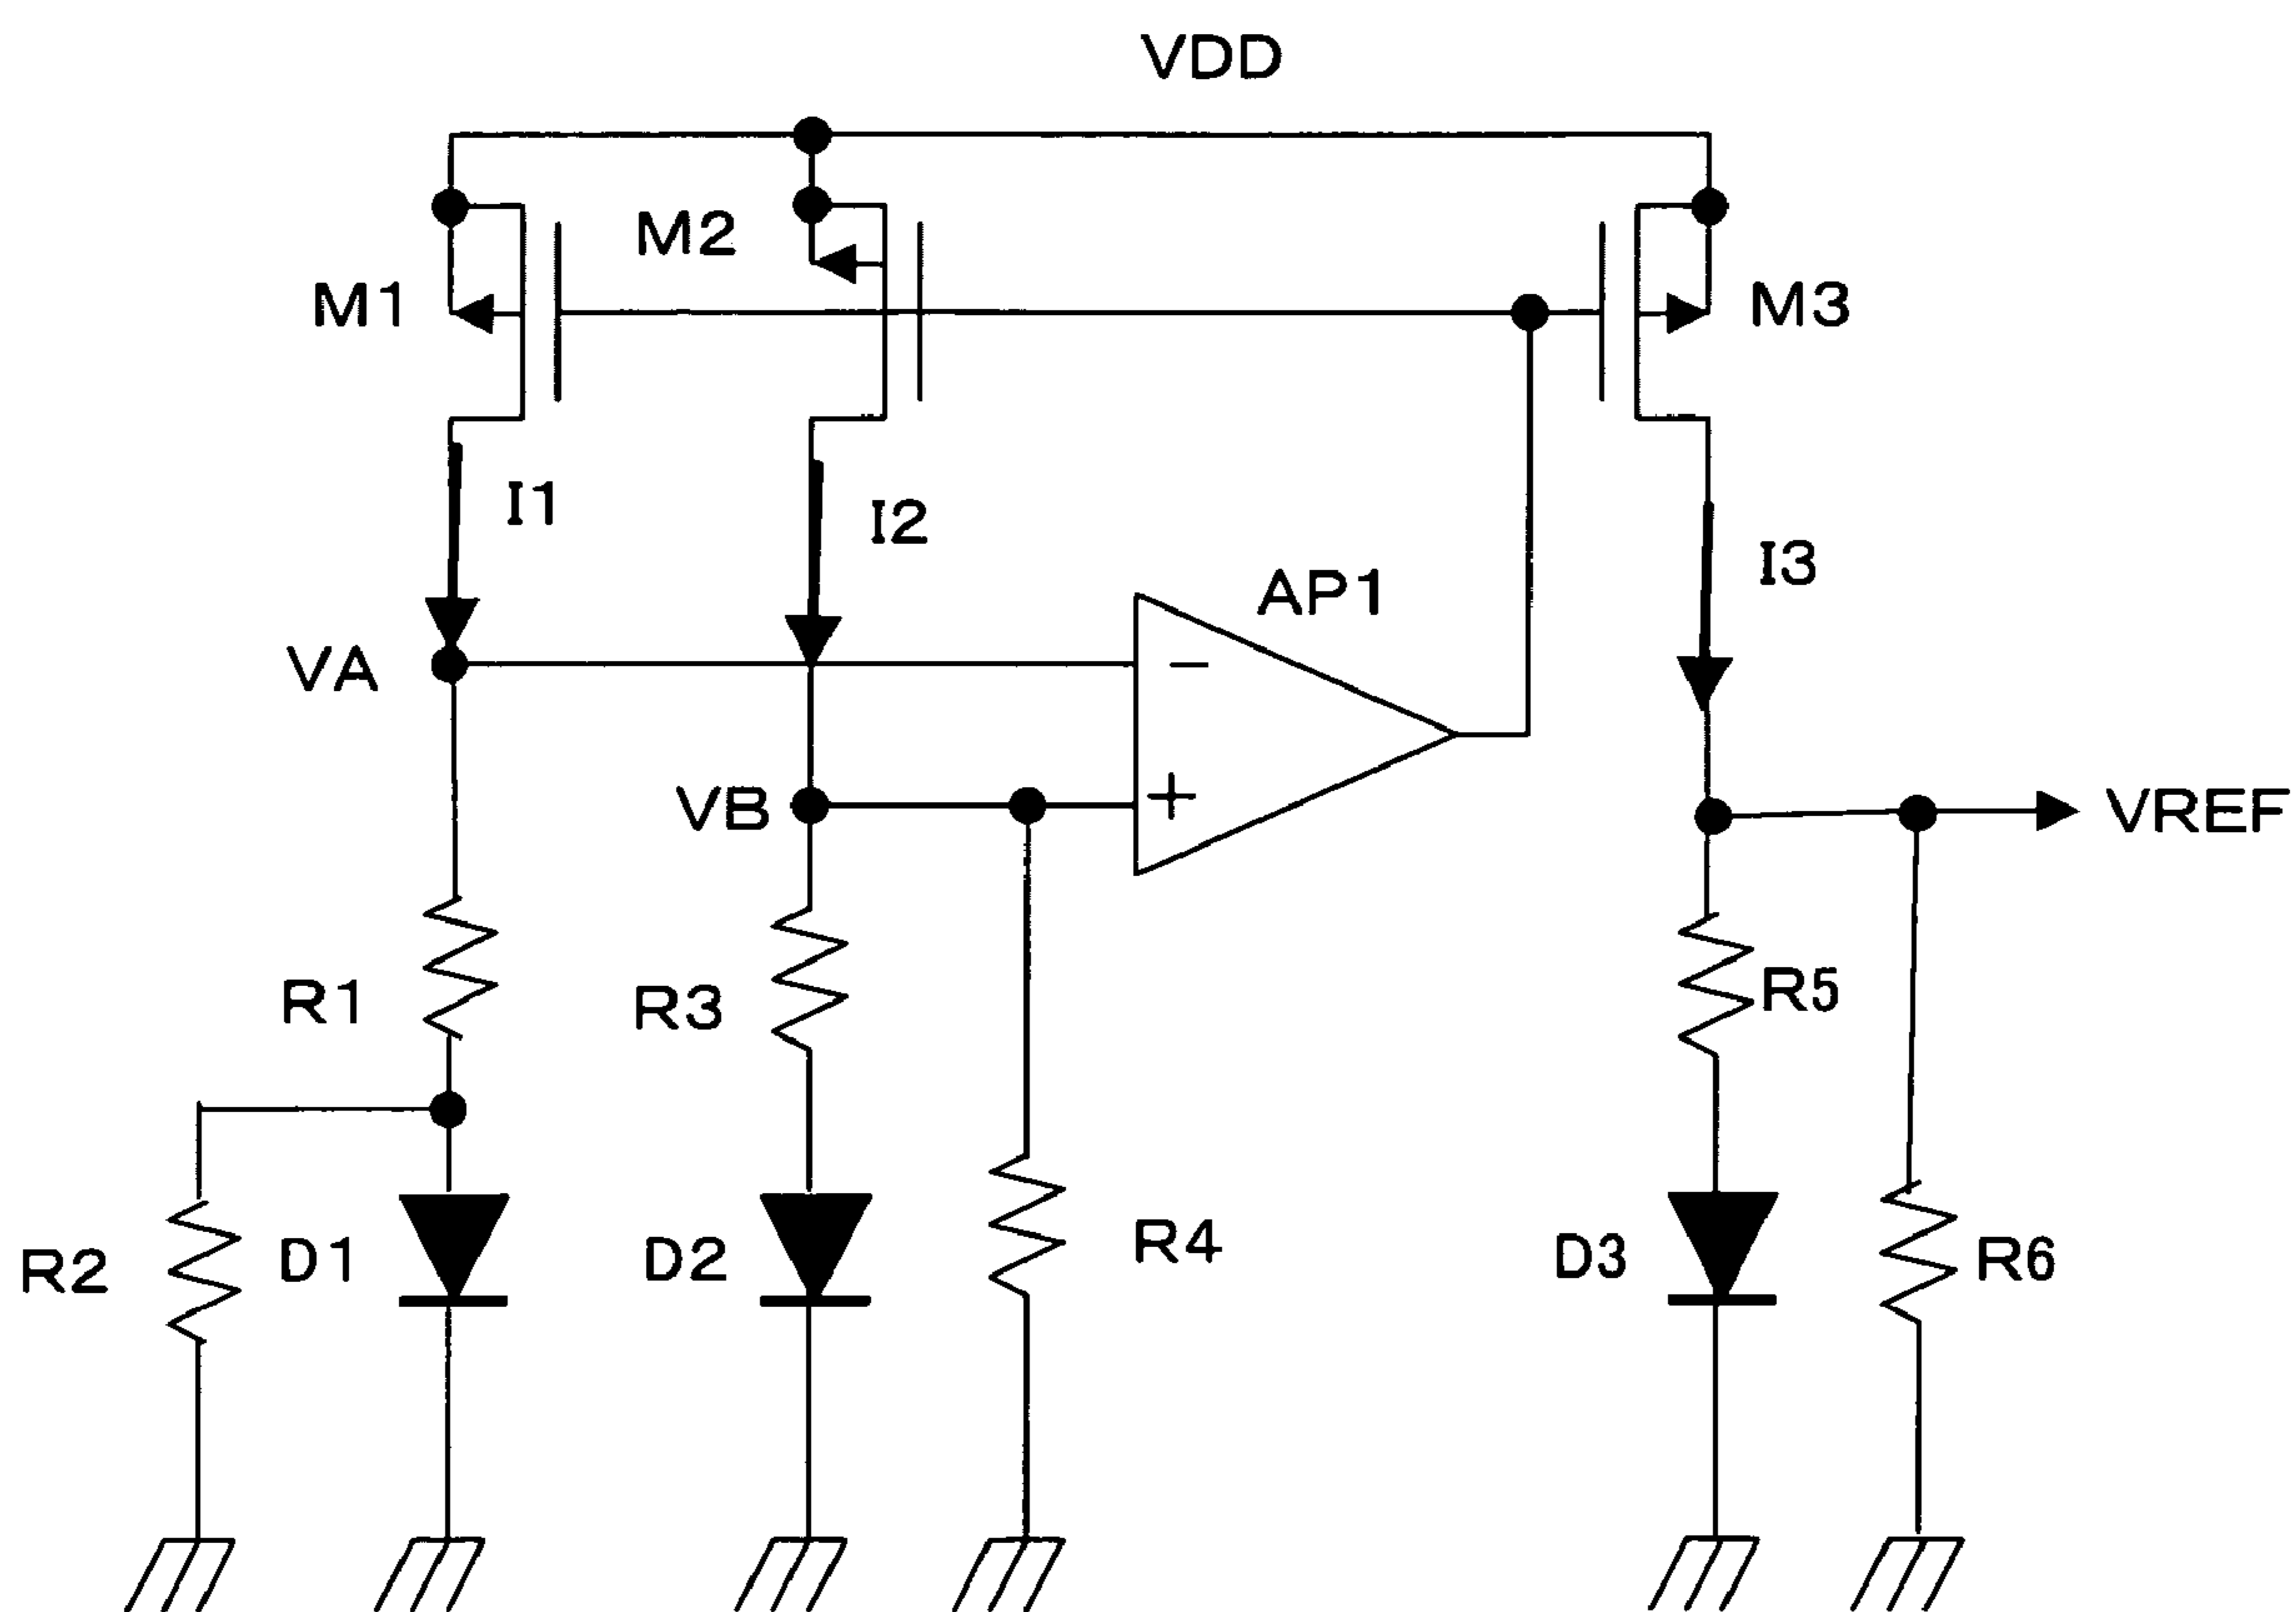 VDD
M2
M1
M3
I1
I2
I3
AP1
VA
−
VB
+
VREF
R1
R3
R5
R2
D1
D2
R4
D3
R6